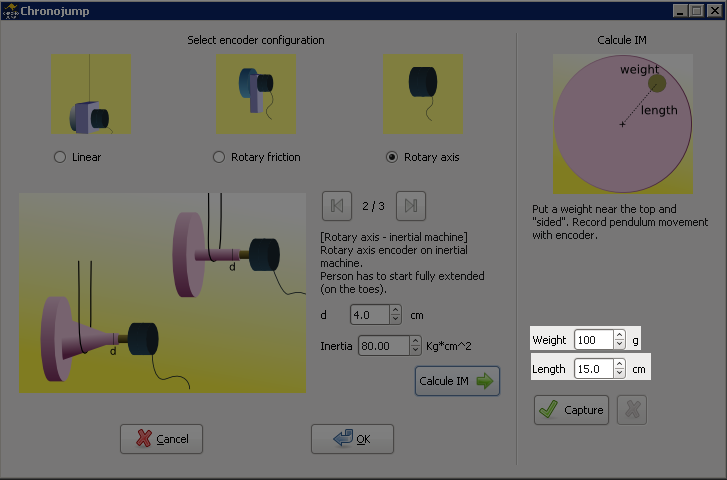 Chronojump
Select encoder configuration
Linear
Rotary friction
Rotary axis
d
d
2 / 3
[Rotary axis - inertial machine]
Rotary axis encoder on inertial
machine.
Person has to start fully extended
(on the toes).
d 4.0 cm
Inertia 80.00 Kg*cm^2
Calcule IM
Cancel
OK
Calcule IM
weight
length
Put a weight near the top and
"sided". Record pendulum movement
with encoder.
Weight 100 g
Length 15.0 cm
Capture